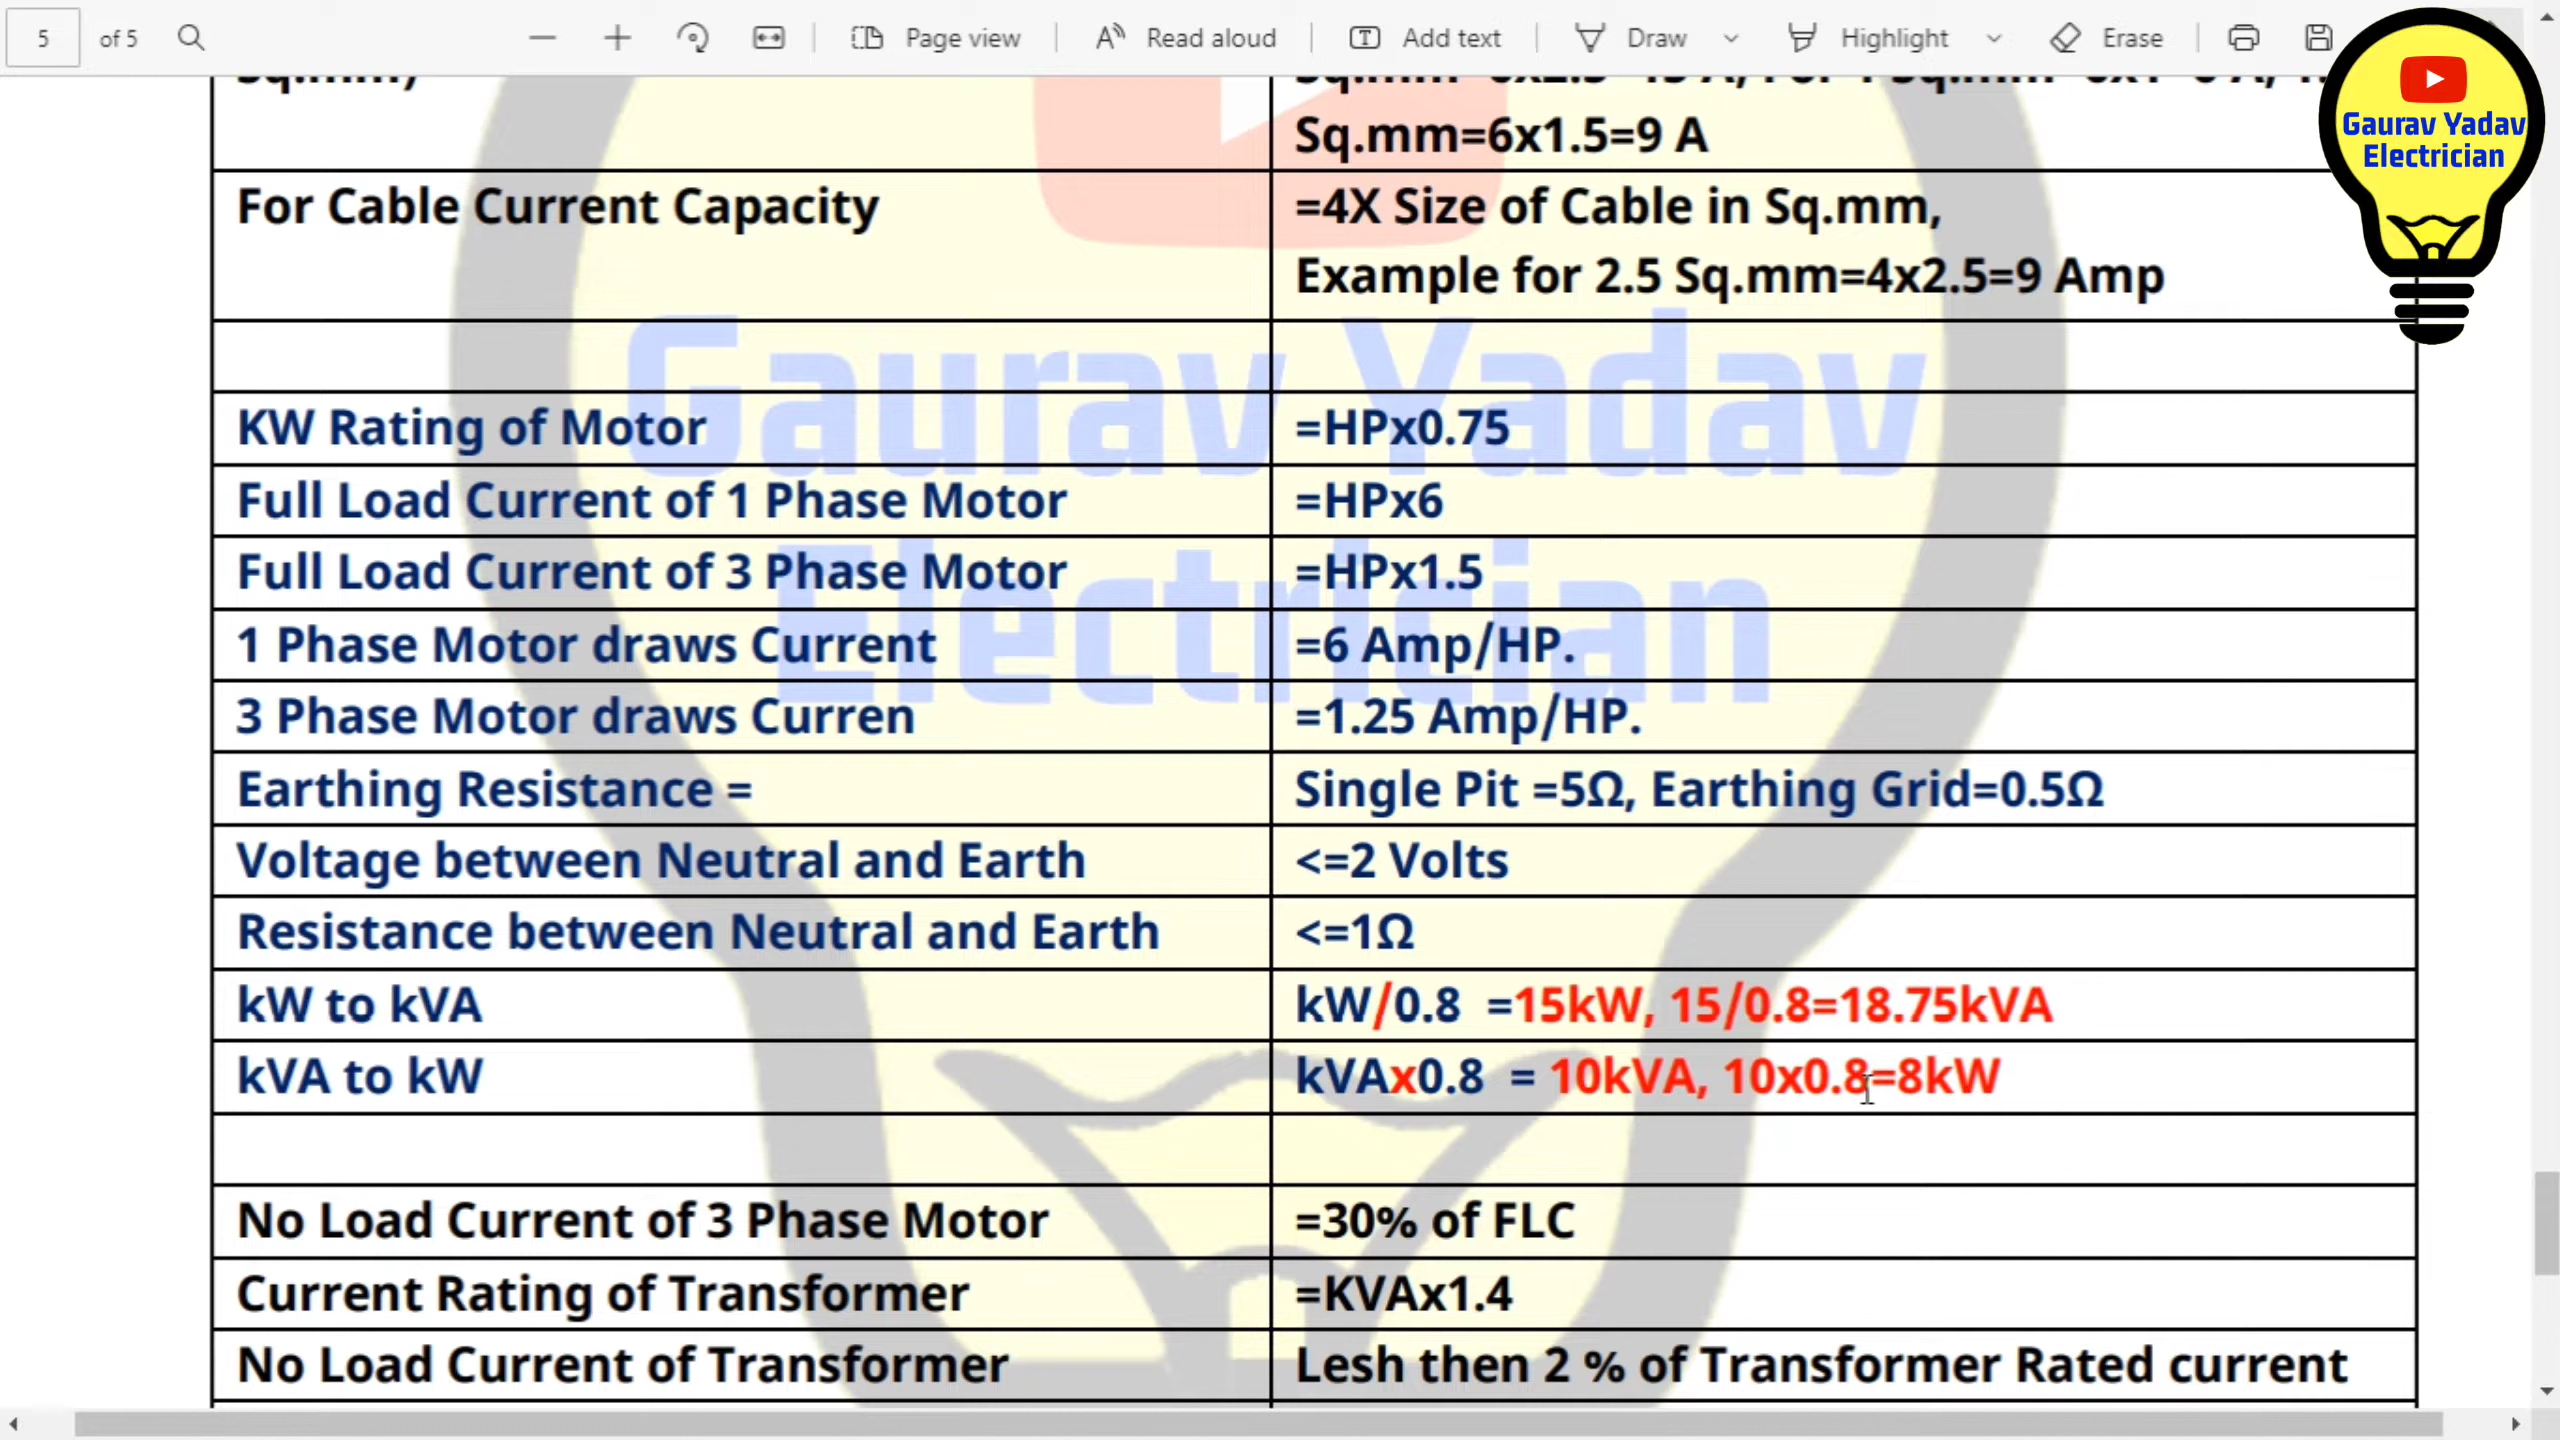 5 of 5 Page view Read aloud Add text Draw Highlight Erase
Gaurav Yadav
Electrician
Sq.mm)
Sq.mm=6x1.5=9 A
For Cable Current Capacity
=4X Size of Cable in Sq.mm,
Example for 2.5 Sq.mm=4x2.5=9 Amp
KW Rating of Motor =HPx0.75
Full Load Current of 1 Phase Motor =HPx6
Full Load Current of 3 Phase Motor =HPx1.5
1 Phase Motor draws Current =6 Amp/HP.
3 Phase Motor draws Curren =1.25 Amp/HP.
Earthing Resistance = Single Pit =5Ω, Earthing Grid=0.5Ω
Voltage between Neutral and Earth <=2 Volts
Resistance between Neutral and Earth <=1Ω
kW to kVA kW/0.8 =15kW, 15/0.8=18.75kVA
kVA to kW kVAx0.8 = 10kVA, 10x0.8=8kW
No Load Current of 3 Phase Motor =30% of FLC
Current Rating of Transformer =KVAx1.4
No Load Current of Transformer Lesh then 2 % of Transformer Rated current
Gaurav Yadav
Electrician